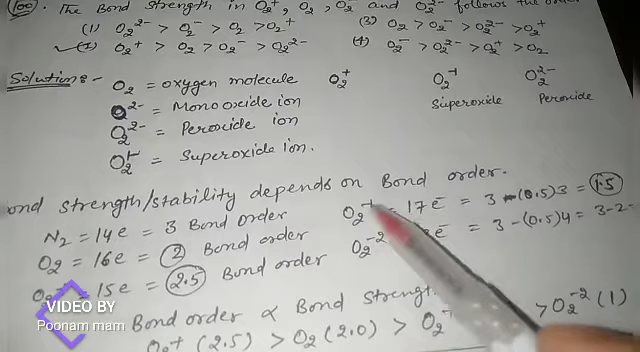 100. The Bond strength in O₂⁺, O₂, O₂⁻ and O₂²⁻ follows the order
(1) O₂²⁻ > O₂⁻ > O₂ > O₂⁺ (3) O₂ > O₂⁻ > O₂²⁻ > O₂⁺
✓(2) O₂⁺ > O₂ > O₂⁻ > O₂²⁻ (4) O₂⁻ > O₂²⁻ > O₂⁺ > O₂
Solution:- O₂ = oxygen molecule O₂⁺ O₂⁻¹ O₂²⁻
O²⁻ = Monooxide ion Superoxide Peroxide
O₂²⁻ = Peroxide ion
O₂¹⁻ = Superoxide ion.
ond strength/stability depends on Bond order.
N₂ = 14e = 3 Bond order O₂⁻¹ 17e⁻ = 3-(0.5)3 = 1.5
O₂ = 16e = 2 Bond order O₂⁻² e⁻ = 3-(0.5)4 = 3-2=
= 15e = 2.5 Bond order
Bond order ∝ Bond Strengt
O₂⁺ (2.5) > O₂ (2.0) > O₂⁻ > O₂⁻² (1)
VIDEO BY
Poonam mam